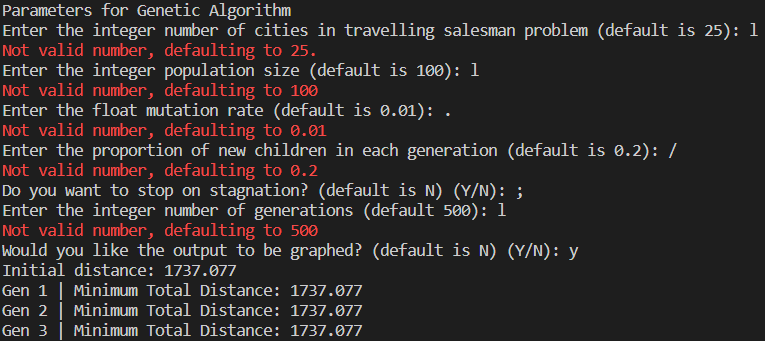 Parameters for Genetic Algorithm
Enter the integer number of cities in travelling salesman problem (default is 25): l
Not valid number, defaulting to 25.
Enter the integer population size (default is 100): l
Not valid number, defaulting to 100
Enter the float mutation rate (default is 0.01): .
Not valid number, defaulting to 0.01
Enter the proportion of new children in each generation (default is 0.2): /
Not valid number, defaulting to 0.2
Do you want to stop on stagnation? (default is N) (Y/N): ;
Enter the integer number of generations (default 500): l
Not valid number, defaulting to 500
Would you like the output to be graphed? (default is N) (Y/N): y
Initial distance: 1737.077
Gen 1 | Minimum Total Distance: 1737.077
Gen 2 | Minimum Total Distance: 1737.077
Gen 3 | Minimum Total Distance: 1737.077